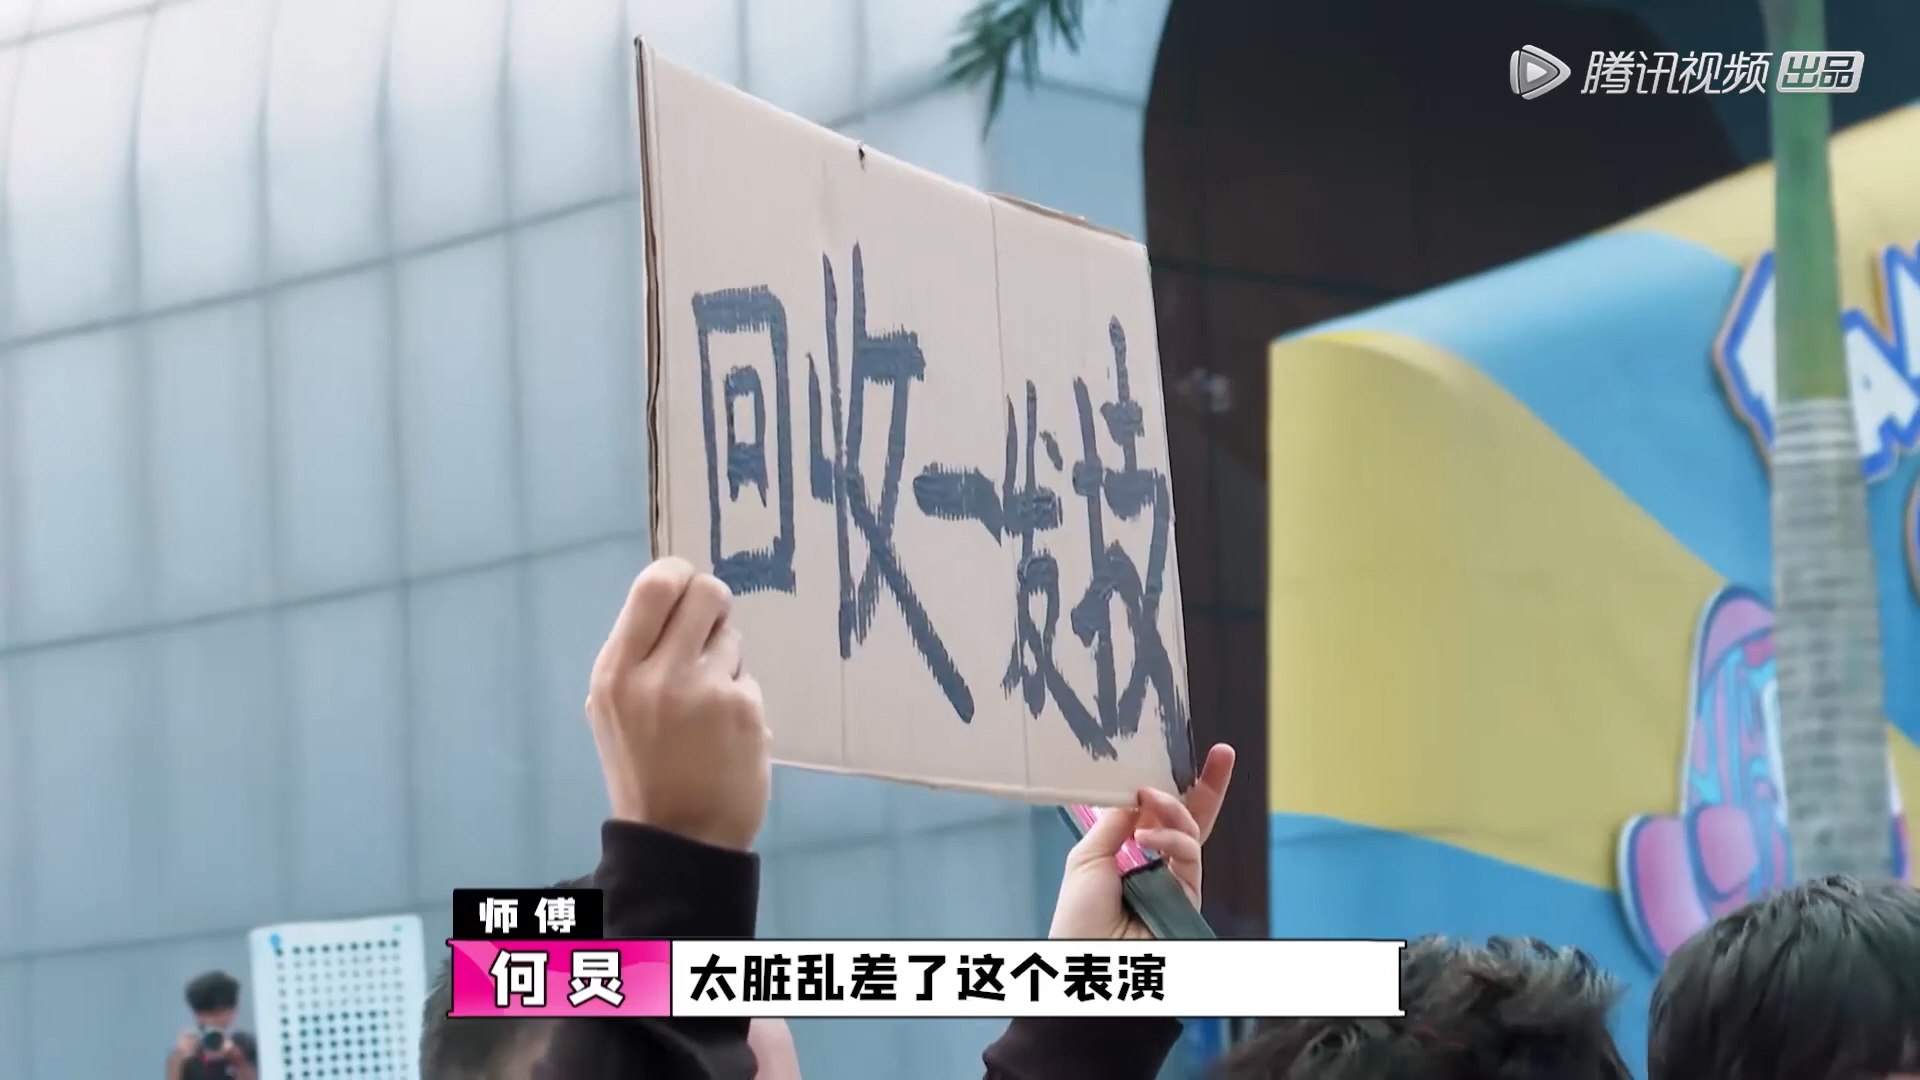 腾讯视频 出品
回收一发技
师傅
何炅
太脏乱差了这个表演